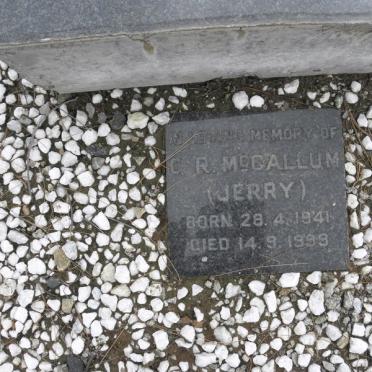 MEMORY OF
R. McCALLUM
(JERRY)
BORN 28. 4. 1941
DIED 14. 9. 1999